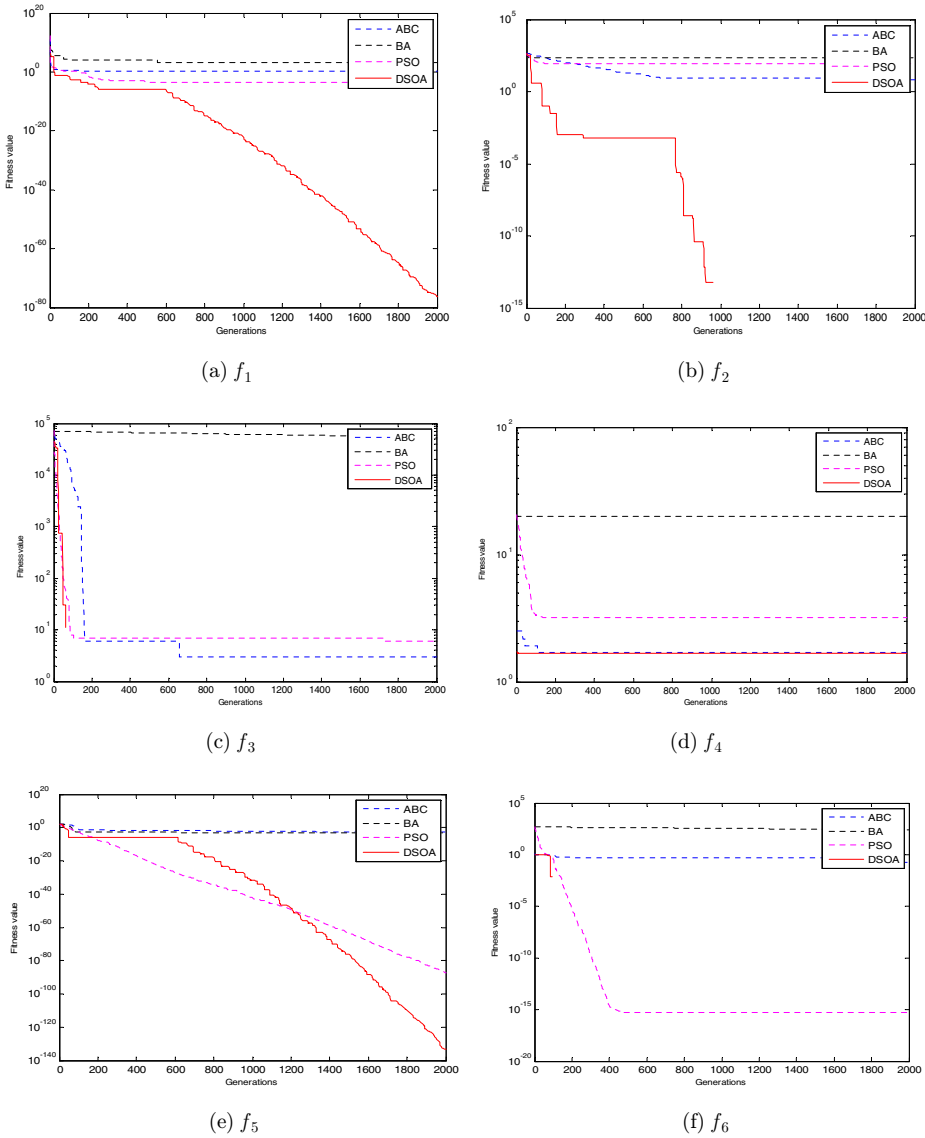 10^20
10^0
10^-20
10^-40
10^-60
10^-80
Fitness value
0 200 400 600 800 1000 1200 1400 1600 1800 2000
Generations
ABC
BA
PSO
DSOA
(a) f_1
10^5
10^0
10^-5
10^-10
10^-15
Fitness value
0 200 400 600 800 1000 1200 1400 1600 1800 2000
Generations
ABC
BA
PSO
DSOA
(b) f_2
10^5
10^4
10^3
10^2
10^1
10^0
Fitness value
0 200 400 600 800 1000 1200 1400 1600 1800 2000
Generations
ABC
BA
PSO
DSOA
(c) f_3
10^2
10^1
10^0
Fitness value
0 200 400 600 800 1000 1200 1400 1600 1800 2000
Generations
ABC
BA
PSO
DSOA
(d) f_4
10^20
10^0
10^-20
10^-40
10^-60
10^-80
10^-100
10^-120
10^-140
Fitness value
0 200 400 600 800 1000 1200 1400 1600 1800 2000
Generations
ABC
BA
PSO
DSOA
(e) f_5
10^5
10^0
10^-5
10^-10
10^-15
10^-20
Fitness value
0 200 400 600 800 1000 1200 1400 1600 1800 2000
Generations
ABC
BA
PSO
DSOA
(f) f_6